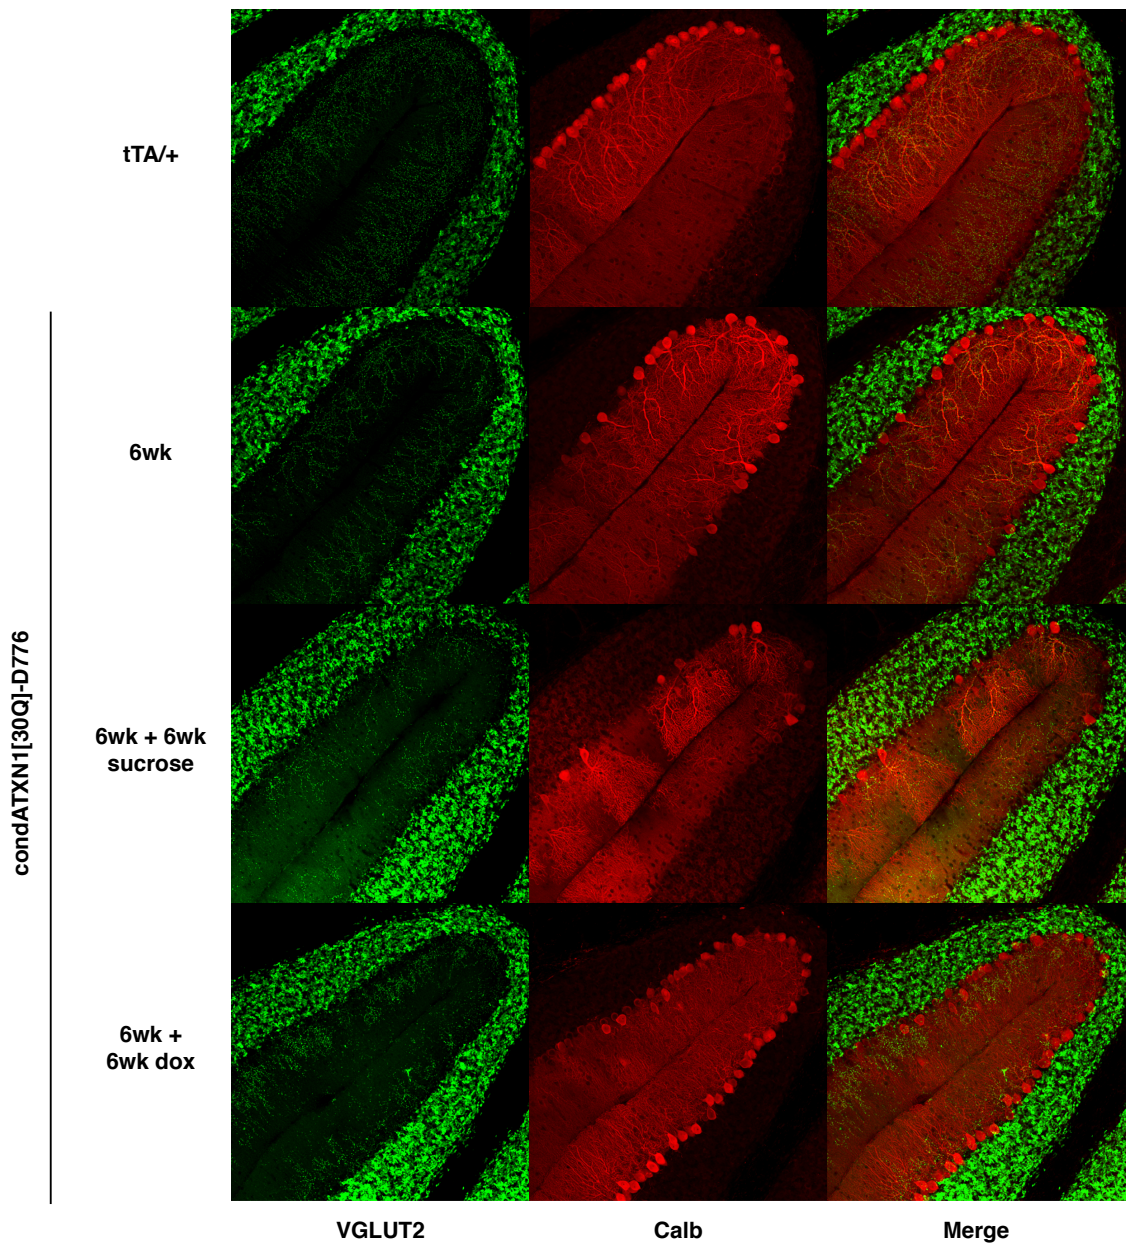 tTA/+
6wk
6wk + 6wk
sucrose
6wk +
6wk dox
condATXN1[30Q]-D776
VGLUT2
Calb
Merge